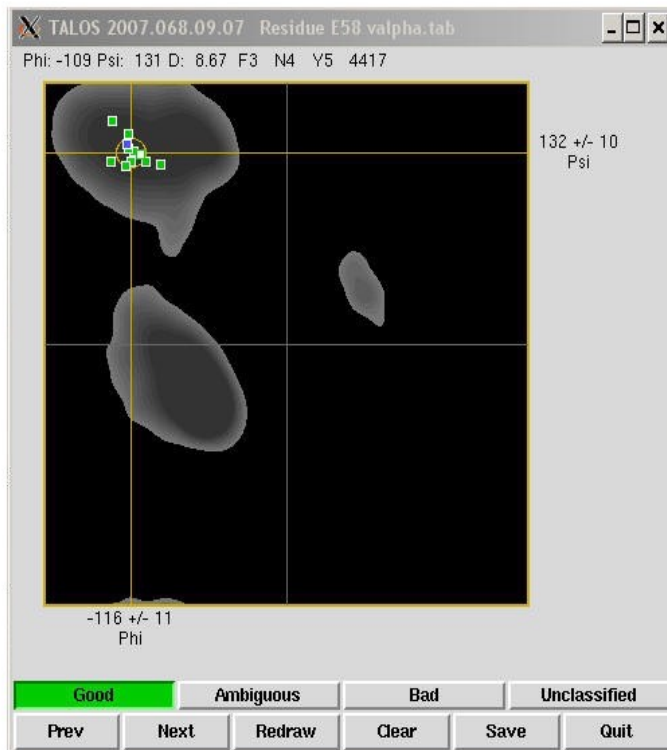 TALOS 2007.068.09.07 Residue E58 valpha.tab
Phi: -109 Psi: 131 D: 8.67 F3 N4 Y5 4417
132 +/- 10
Psi
-116 +/- 11
Phi
Good Ambiguous Bad Unclassified
Prev Next Redraw Clear Save Quit